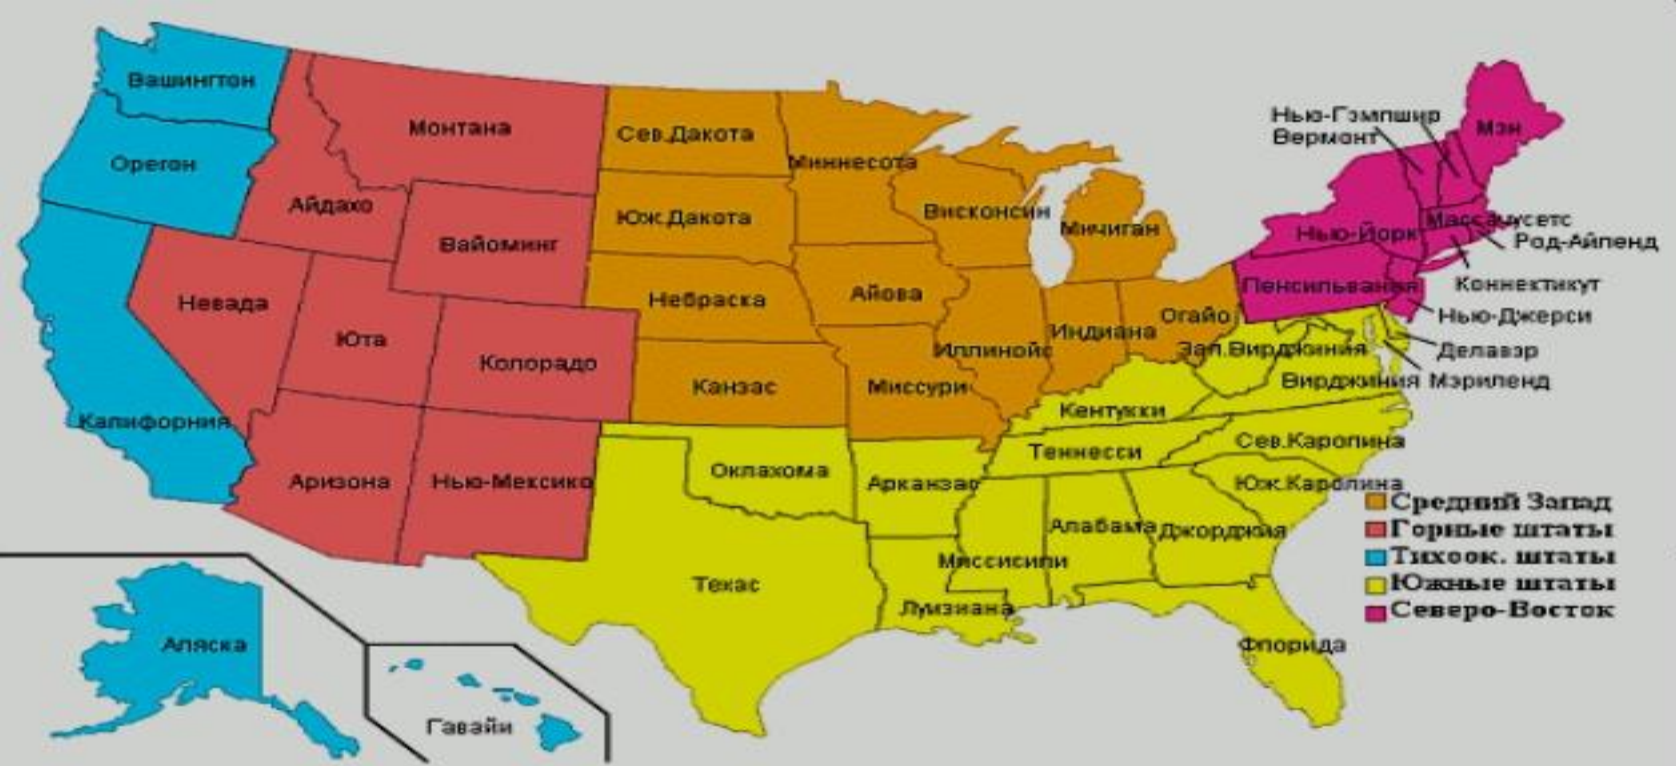 Вашингтон
Орегон
Калифорния
Невада
Айдахо
Монтана
Вайоминг
Юта
Колорадо
Аризона
Нью-Мексико
Сев.Дакота
Юж.Дакота
Небраска
Канзас
Миннесота
Айова
Миссури
Висконсин
Иллинойс
Мичиган
Индиана
Огайо
Оклахома
Техас
Арканзас
Луизиана
Миссисипи
Алабама
Джорджия
Флорида
Теннесси
Кентукки
Зап.Вирджиния
Вирджиния
Мэриленд
Делавэр
Сев.Каролина
Юж.Каролина
Нью-Гэмпшир
Вермонт
Мэн
Массачусетс
Род-Айленд
Нью-Йорк
Коннектикут
Пенсильвания
Нью-Джерси
Аляска
Гавайи
Средний Запад
Горные штаты
Тихоок. штаты
Южные штаты
Северо-Восток